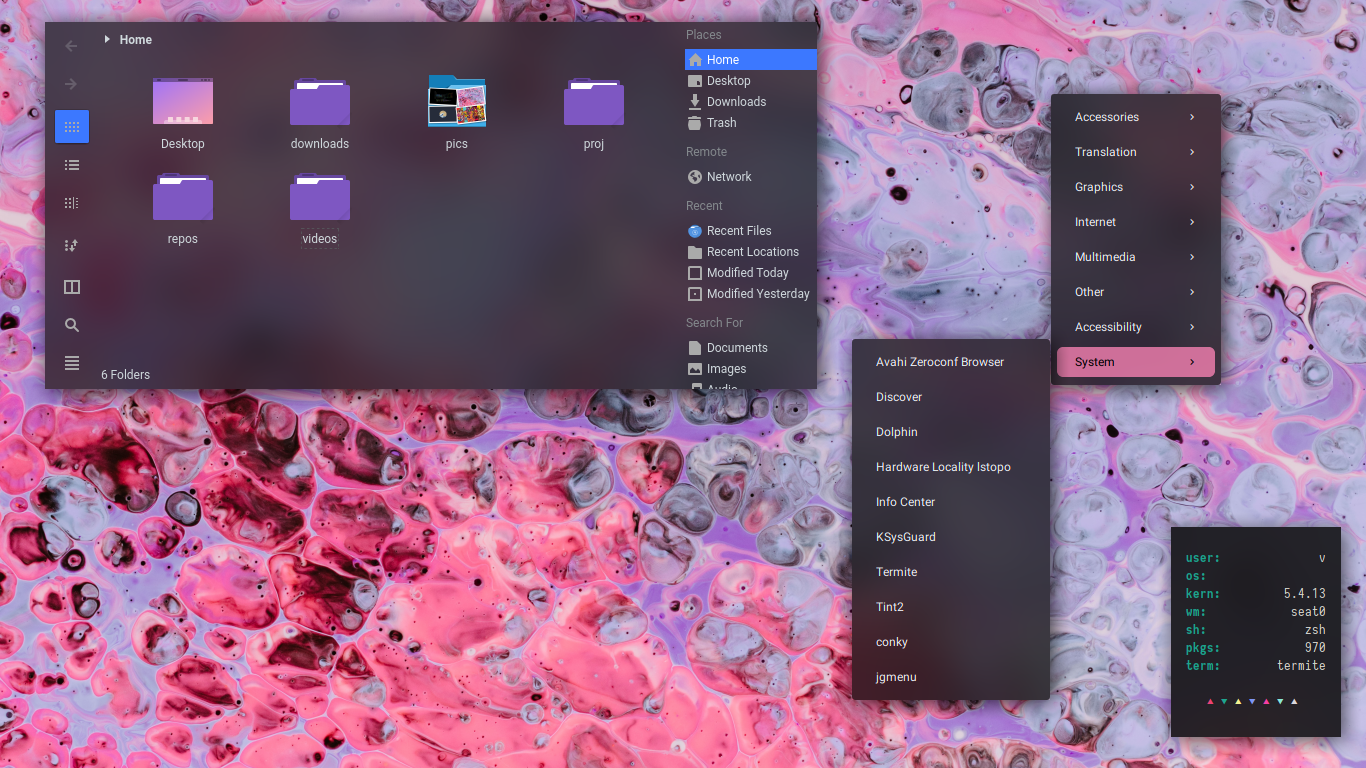 Home
Desktop
downloads
pics
proj
repos
videos
6 Folders
Places
Home
Desktop
Downloads
Trash
Remote
Network
Recent
Recent Files
Recent Locations
Modified Today
Modified Yesterday
Search For
Documents
Images
Audio
Accessories
Translation
Graphics
Internet
Multimedia
Other
Accessibility
System
Avahi Zeroconf Browser
Discover
Dolphin
Hardware Locality lstopo
Info Center
KSysGuard
Termite
Tint2
conky
jgmenu
user: v
os:
kern: 5.4.13
wm: seat0
sh: zsh
pkgs: 970
term: termite